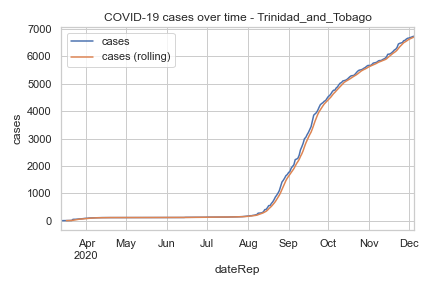 COVID-19 cases over time - Trinidad_and_Tobago
cases
cases (rolling)
7000
6000
5000
4000
3000
2000
1000
0
cases
Apr May Jun Jul Aug Sep Oct Nov Dec
2020
dateRep